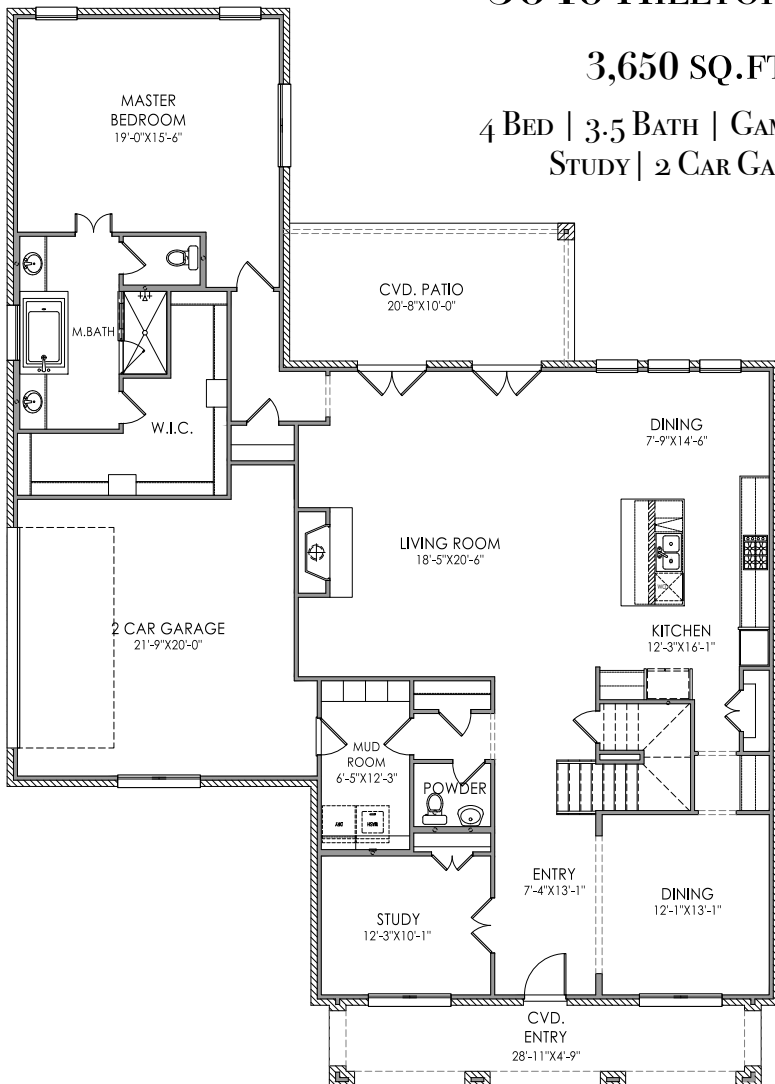 3,650 SQ.FT
4 BED | 3.5 BATH |
STUDY | 2 CAR
MASTER
BEDROOM
19'-0"X15'-6"
CVD. PATIO
20'-8"X10'-0"
M.BATH
W.I.C.
DINING
7'-9"X14'-6"
LIVING ROOM
18'-5"X20'-6"
2 CAR GARAGE
21'-9"X20'-0"
KITCHEN
12'-3"X16'-1"
MUD
ROOM
6'-5"X12'-3"
POWDER
DRY
WASH
ENTRY
7'-4"X13'-1"
DINING
12'-1"X13'-1"
STUDY
12'-3"X10'-1"
CVD.
ENTRY
28'-11"X4'-9"